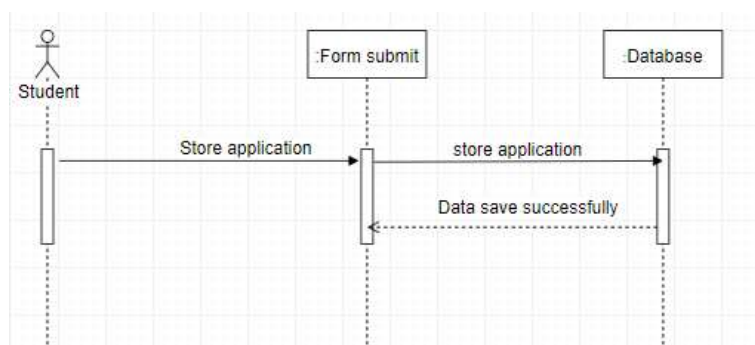 :Form submit
:Database
Student
Store application
store application
Data save successfully